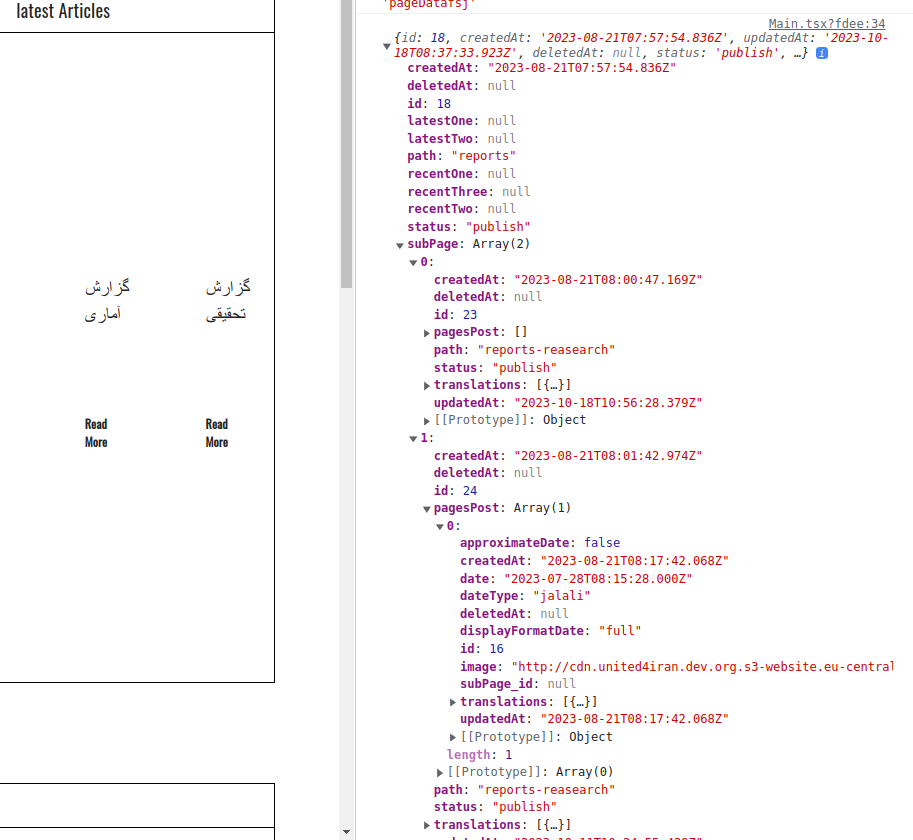 latest Articles
گزارش
آماری
گزارش
تحقیقی
Read
More
Read
More
'pageDatafsj'
Main.tsx?fdee:34
{id: 18, createdAt: '2023-08-21T07:57:54.836Z', updatedAt: '2023-10-
18T08:37:33.923Z', deletedAt: null, status: 'publish', …} i
createdAt: "2023-08-21T07:57:54.836Z"
deletedAt: null
id: 18
latestOne: null
latestTwo: null
path: "reports"
recentOne: null
recentThree: null
recentTwo: null
status: "publish"
subPage: Array(2)
0:
createdAt: "2023-08-21T08:00:47.169Z"
deletedAt: null
id: 23
pagesPost: []
path: "reports-reasearch"
status: "publish"
translations: [{…}]
updatedAt: "2023-10-18T10:56:28.379Z"
[[Prototype]]: Object
1:
createdAt: "2023-08-21T08:01:42.974Z"
deletedAt: null
id: 24
pagesPost: Array(1)
0:
approximateDate: false
createdAt: "2023-08-21T08:17:42.068Z"
date: "2023-07-28T08:15:28.000Z"
dateType: "jalali"
deletedAt: null
displayFormatDate: "full"
id: 16
image: "http://cdn.united4iran.dev.org.s3-website.eu-central
subPage_id: null
translations: [{…}]
updatedAt: "2023-08-21T08:17:42.068Z"
[[Prototype]]: Object
length: 1
[[Prototype]]: Array(0)
path: "reports-reasearch"
status: "publish"
translations: [{…}]